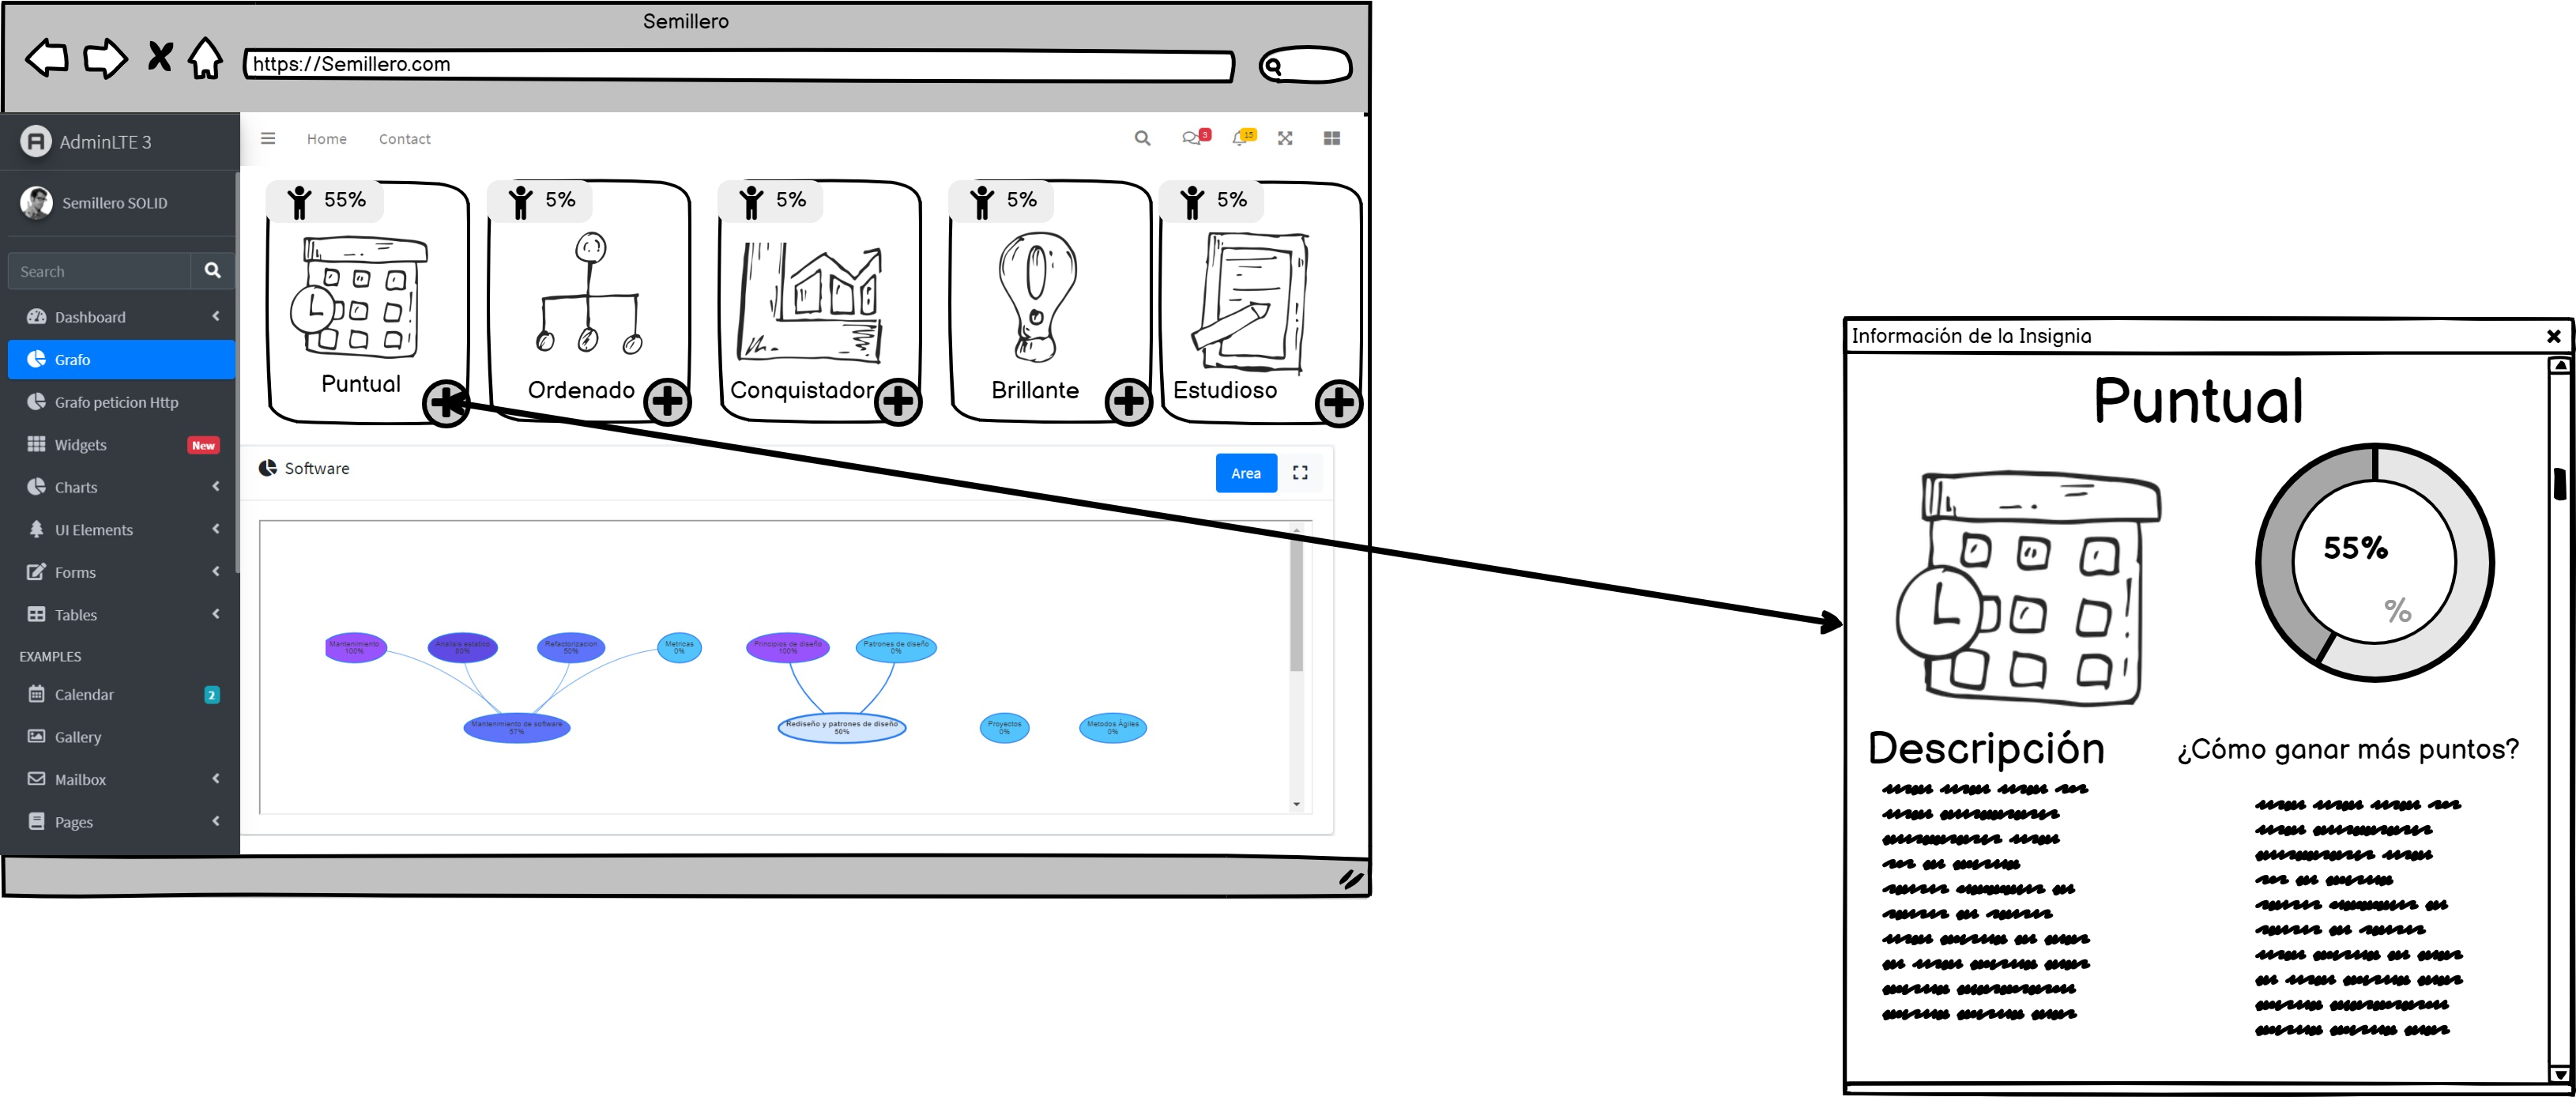 Semillero
https://Semillero.com
AdminLTE 3
Home
Contact
3
15
Semillero SOLID
Search
Dashboard
Grafo
Grafo peticion Http
Widgets
New
Charts
UI Elements
Forms
Tables
EXAMPLES
Calendar
2
Gallery
Mailbox
Pages
55%
5%
5%
5%
5%
Puntual
Ordenado
Conquistador
Brillante
Estudioso
Software
Area
Mantenimiento
100%
Refactorizacion
50%
Metricas
0%
Principios de diseño
100%
Patrones de diseño
0%
Mantenimiento de software
57%
Rediseño y patrones de diseño
50%
Proyectos
0%
Metodos Ágiles
0%
Información de la Insignia
Puntual
55%
%
Descripción
¿Cómo ganar más puntos?